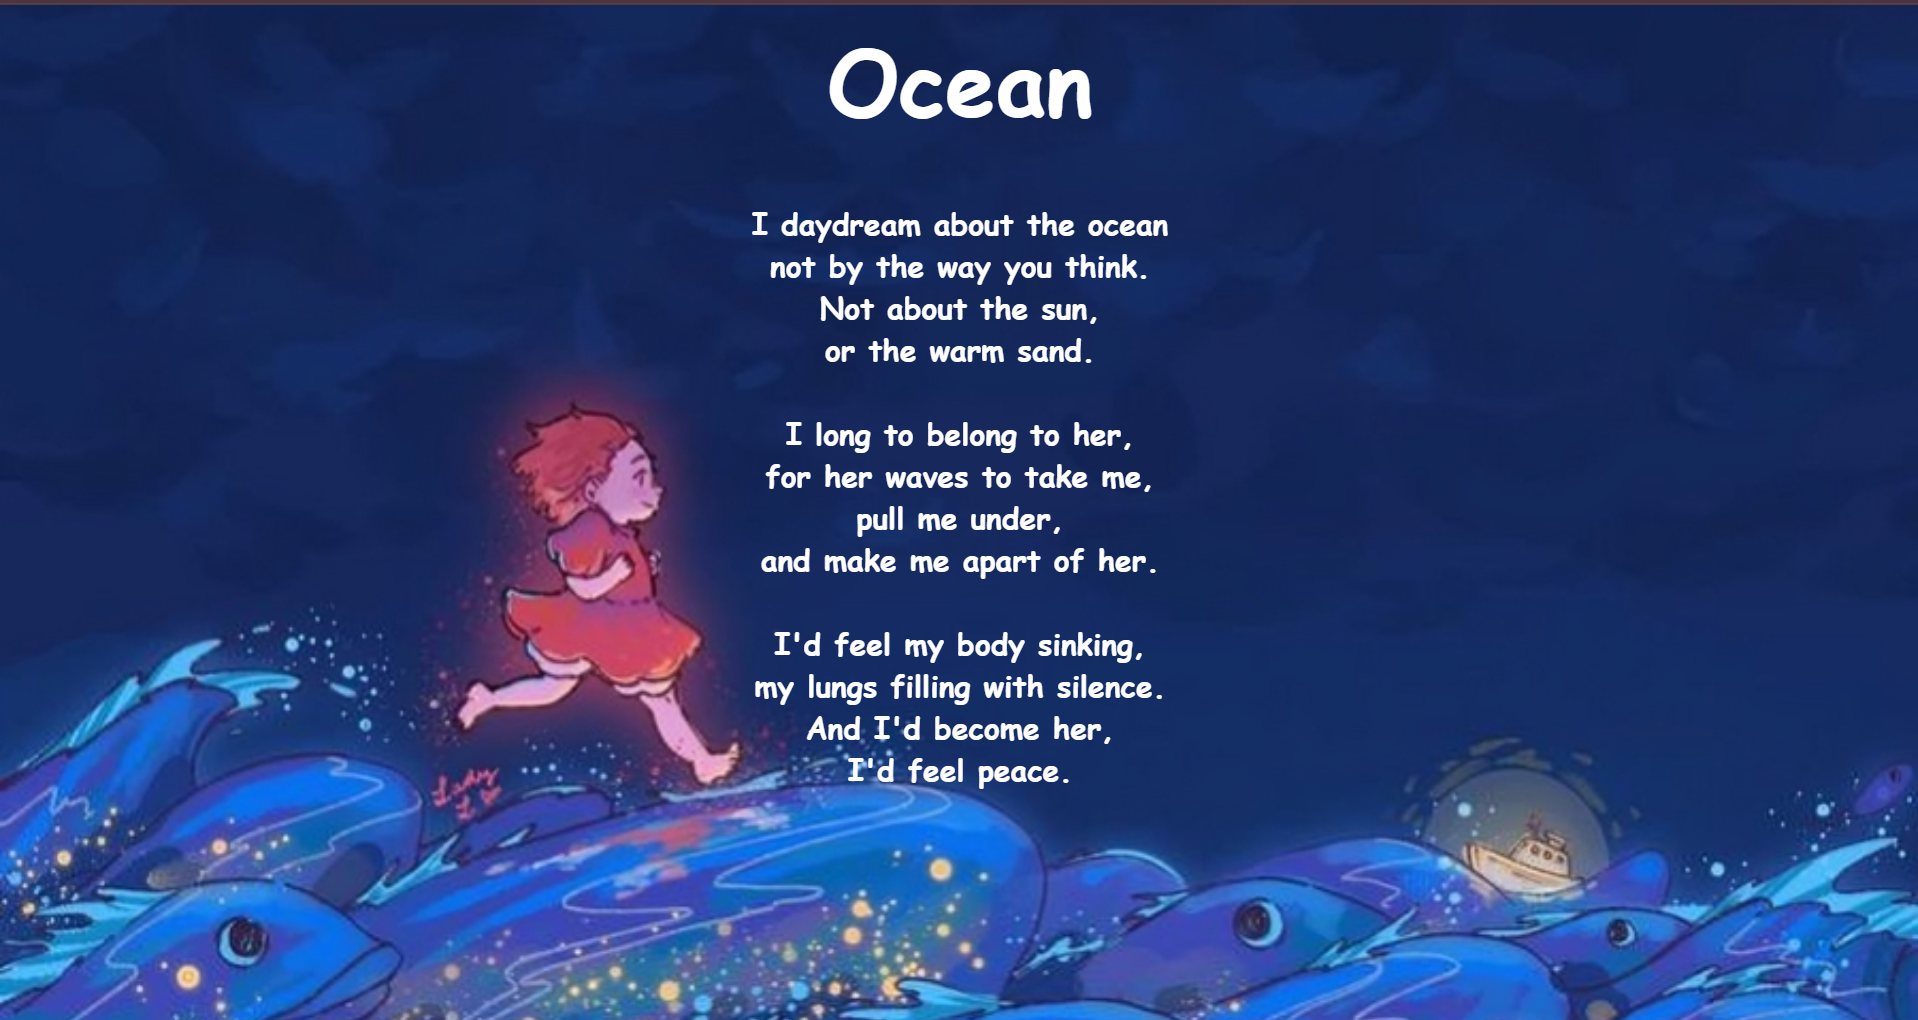 Ocean
I daydream about the ocean
not by the way you think.
Not about the sun,
or the warm sand.
I long to belong to her,
for her waves to take me,
pull me under,
and make me apart of her.
I'd feel my body sinking,
my lungs filling with silence.
And I'd become her,
I'd feel peace.
Lady
L